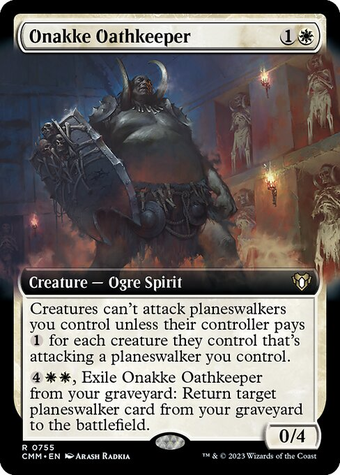 Onakke Oathkeeper 1
Creature — Ogre Spirit
Creatures can't attack planeswalkers
you control unless their controller pays
1 for each creature they control that's
attacking a planeswalker you control.
4, Exile Onakke Oathkeeper
from your graveyard: Return target
planeswalker card from your graveyard
to the battlefield.
0/4
R 0755
CMM • EN Arash Radkia
™ & © 2023 Wizards of the Coast